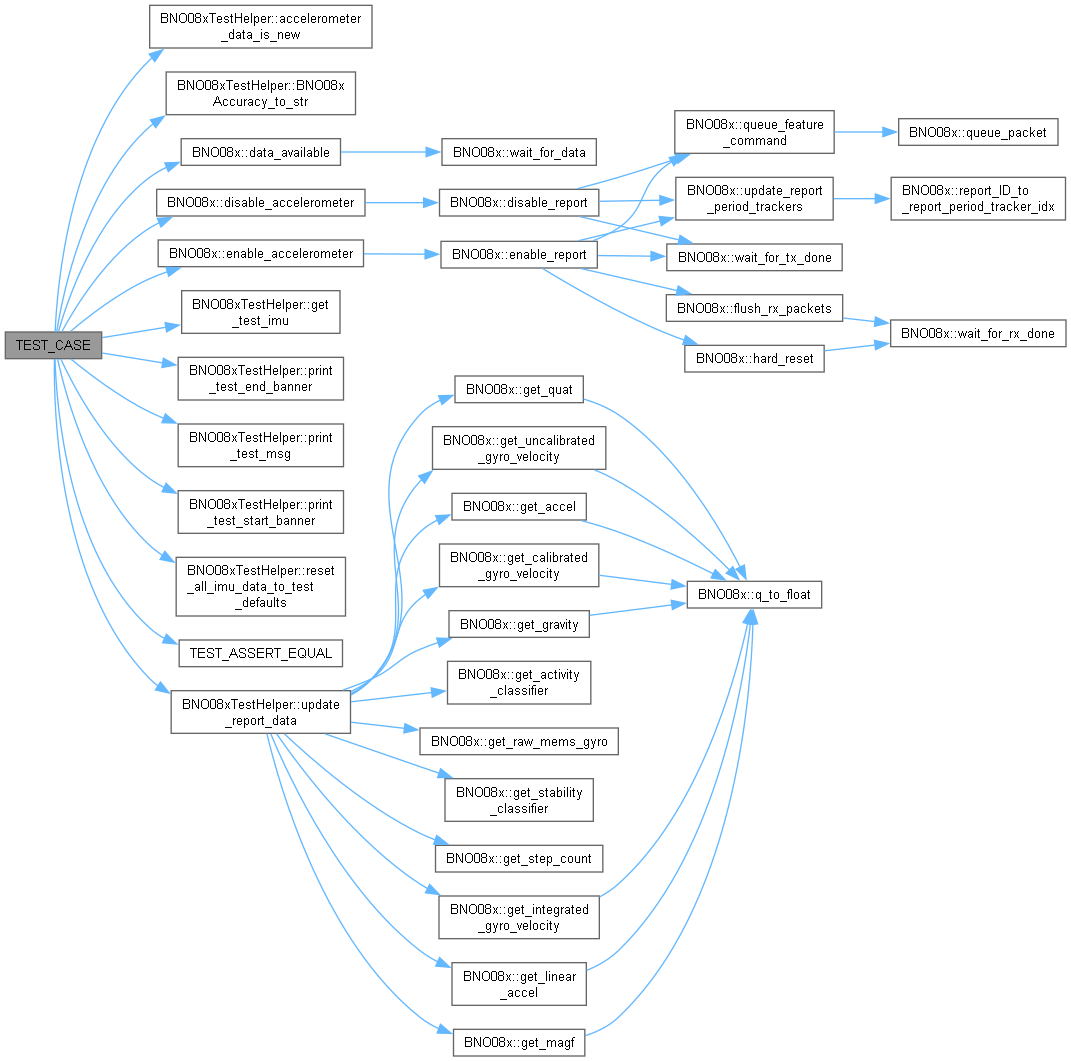 TEST_CASE
BNO08xTestHelper::accelerometer
_data_is_new
BNO08xTestHelper::BNO08x
Accuracy_to_str
BNO08x::data_available
BNO08x::disable_accelerometer
BNO08x::enable_accelerometer
BNO08xTestHelper::get
_test_imu
BNO08xTestHelper::print
_test_end_banner
BNO08xTestHelper::print
_test_msg
BNO08xTestHelper::print
_test_start_banner
BNO08xTestHelper::reset
_all_imu_data_to_test
_defaults
TEST_ASSERT_EQUAL
BNO08xTestHelper::update
_report_data
BNO08x::wait_for_data
BNO08x::disable_report
BNO08x::enable_report
BNO08x::queue_feature
_command
BNO08x::queue_packet
BNO08x::update_report
_period_trackers
BNO08x::report_ID_to
_report_period_tracker_idx
BNO08x::wait_for_tx_done
BNO08x::flush_rx_packets
BNO08x::hard_reset
BNO08x::wait_for_rx_done
BNO08x::get_quat
BNO08x::get_uncalibrated
_gyro_velocity
BNO08x::get_accel
BNO08x::get_calibrated
_gyro_velocity
BNO08x::get_gravity
BNO08x::get_activity
_classifier
BNO08x::get_raw_mems_gyro
BNO08x::get_stability
_classifier
BNO08x::get_step_count
BNO08x::get_integrated
_gyro_velocity
BNO08x::get_linear
_accel
BNO08x::get_magf
BNO08x::q_to_float